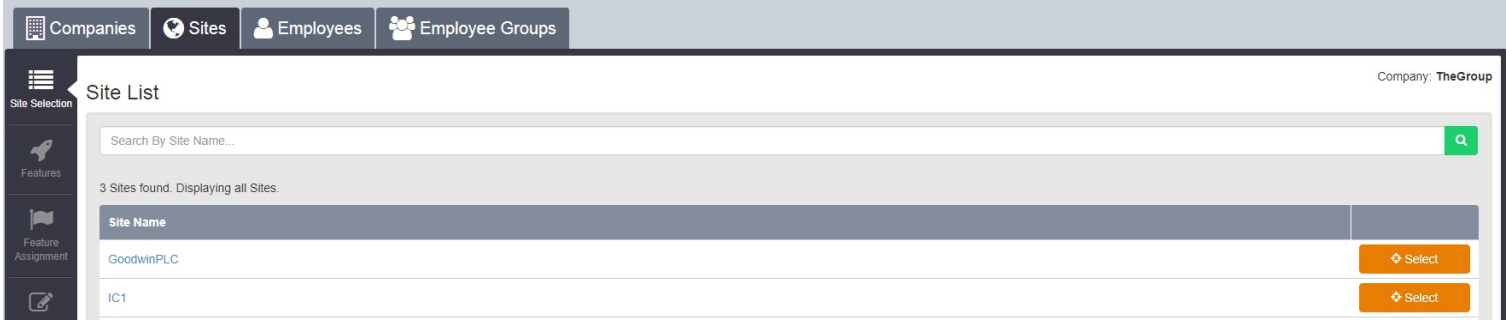 Companies
Sites
Employees
Employee Groups
Site Selection
Features
Feature
Assignment
Company: TheGroup
Site List
Search By Site Name...
3 Sites found. Displaying all Sites.
Site Name
GoodwinPLC
Select
IC1
Select